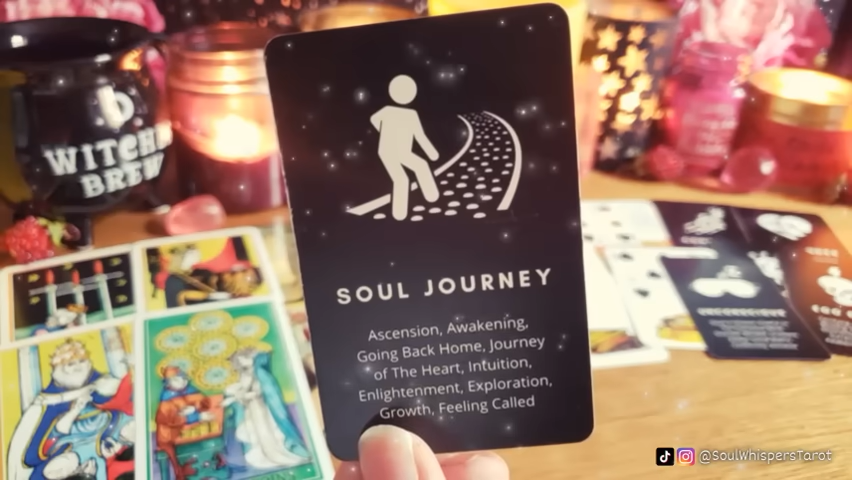 WITCH
BREW
SOUL JOURNEY
Ascension, Awakening,
Going Back Home, Journey
of The Heart, Intuition,
Enlightenment, Exploration,
Growth, Feeling Called
@SoulWhispersTarot